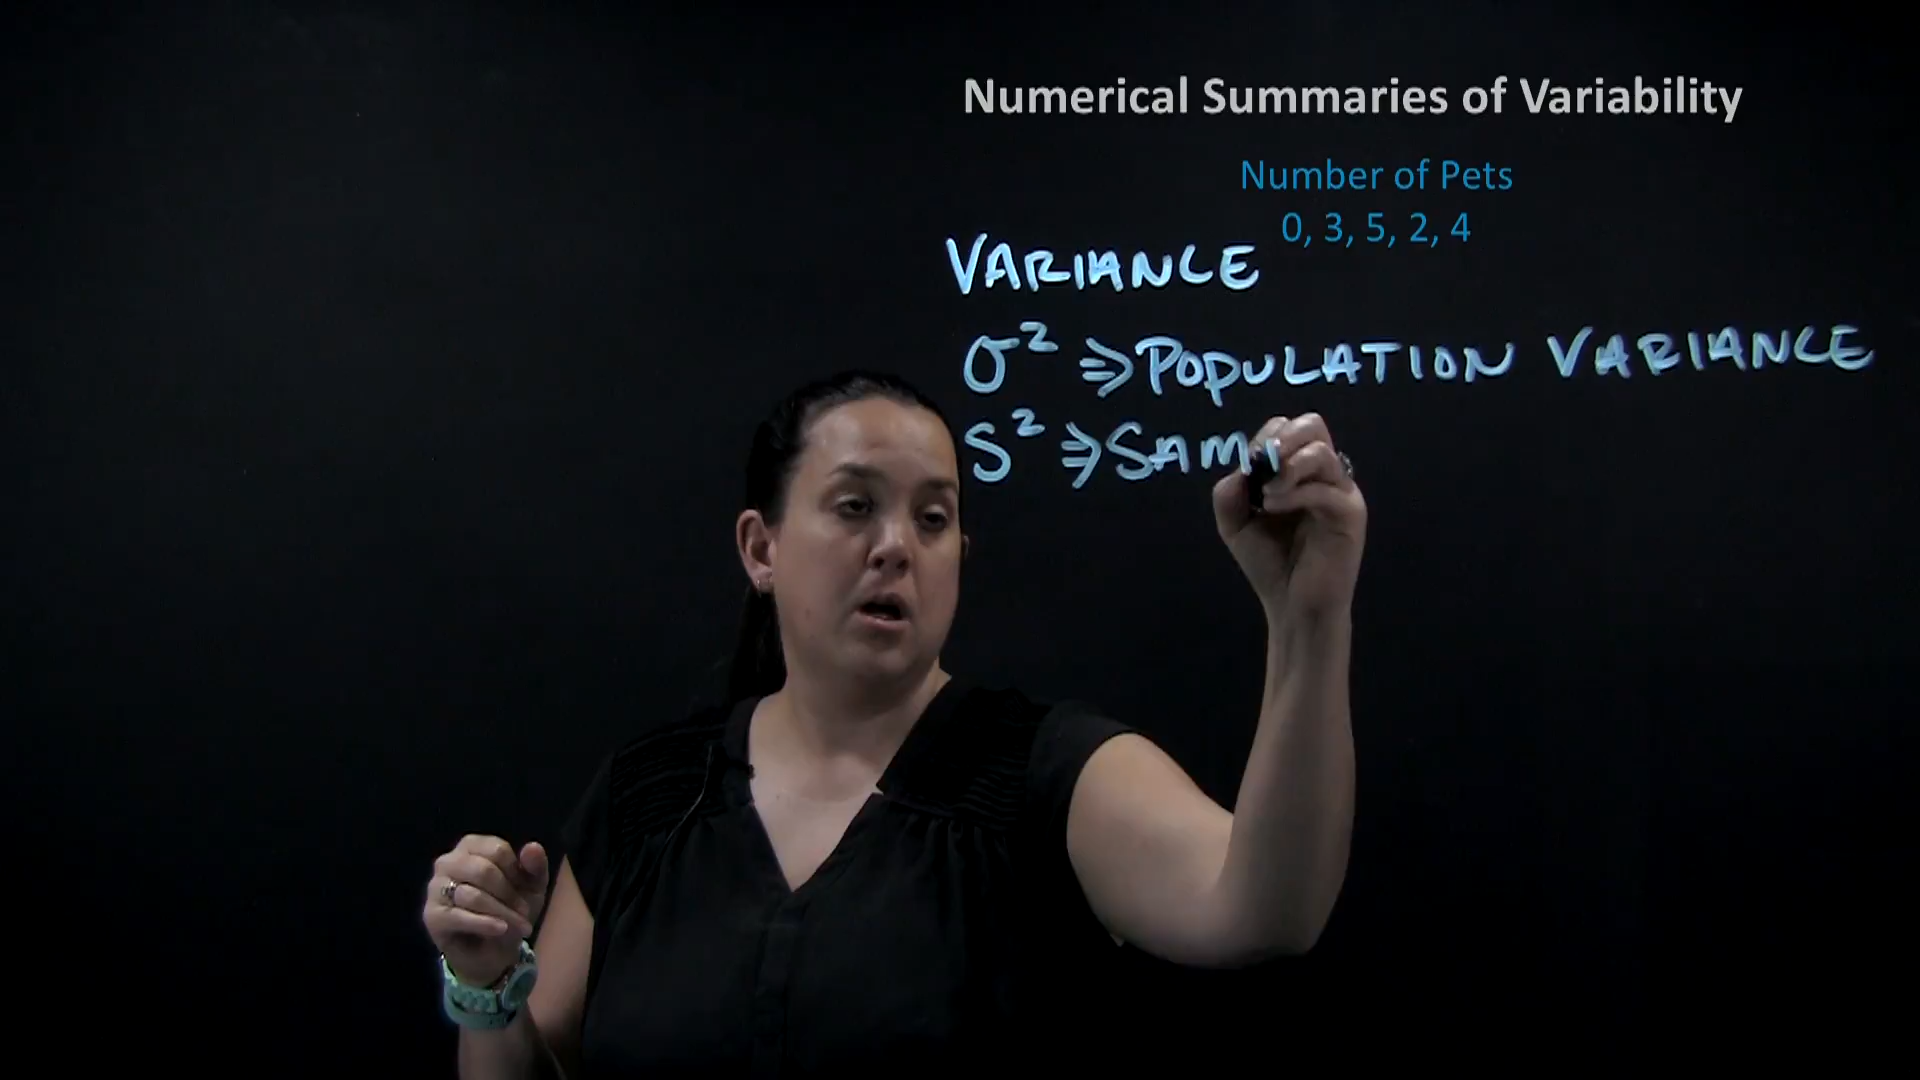 Numerical Summaries of Variability
Number of Pets
0, 3, 5, 2, 4
VARIANCE
σ² ⇒ POPULATION VARIANCE
S² ⇒ SAM